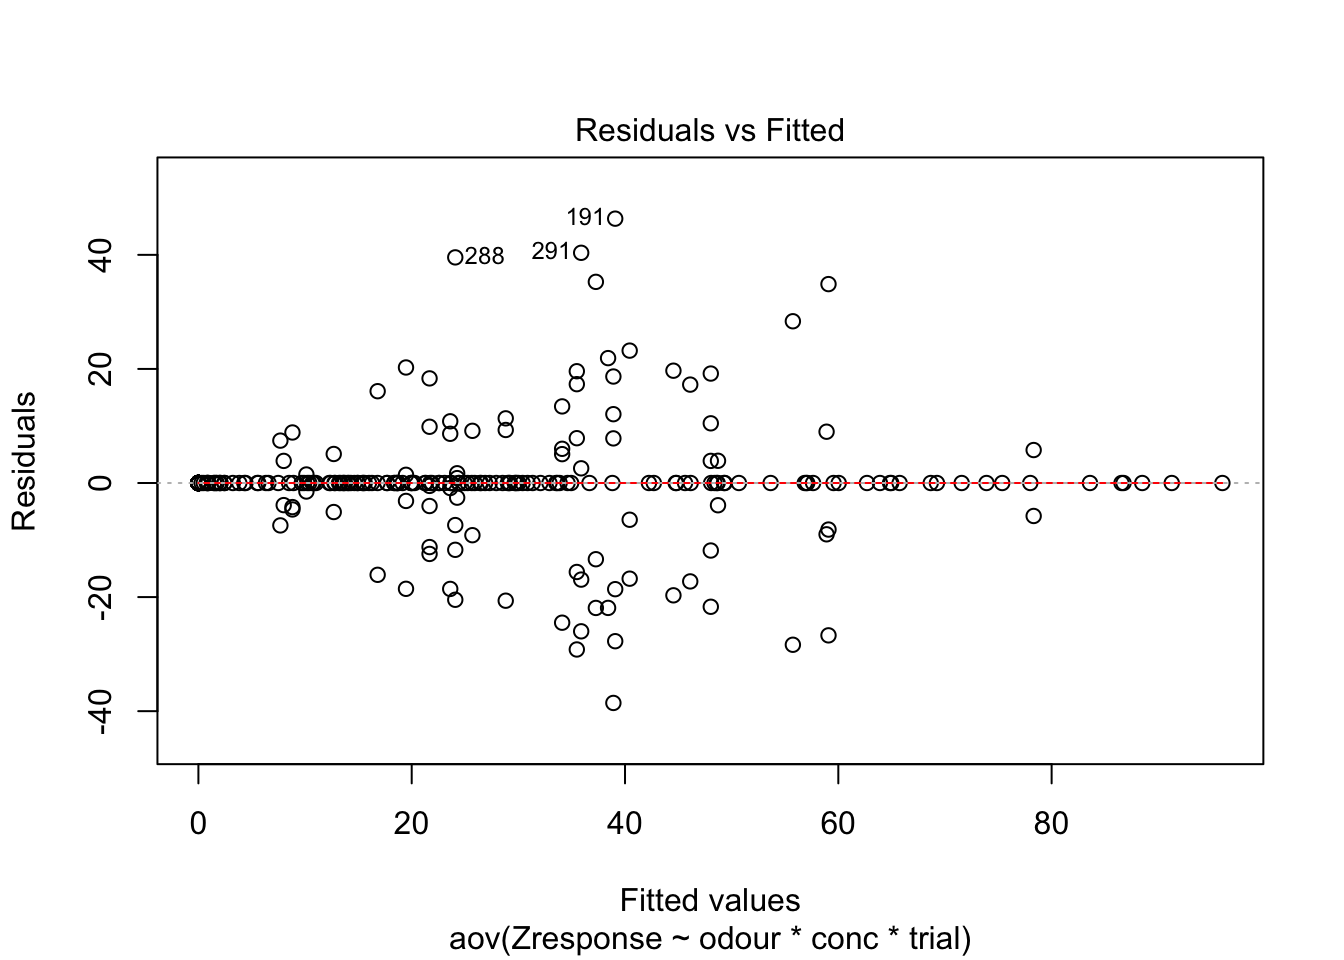 Residuals vs Fitted
191
291
288
40
20
0
-20
-40
Residuals
0 20 40 60 80
Fitted values
aov(Zresponse ~ odour * conc * trial)